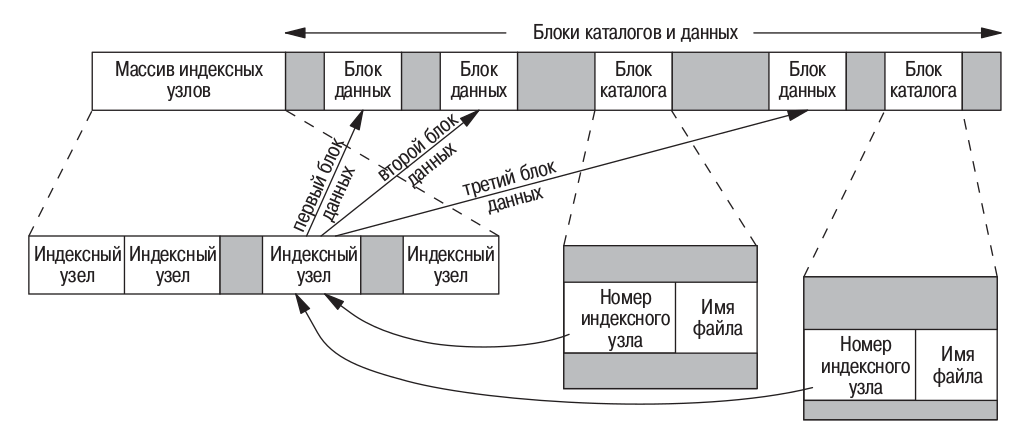 Блоки каталогов и данных
Массив индексных
узлов
Блок
данных
Блок
данных
Блок
каталога
Блок
данных
Блок
каталога
первый блок
данных
второй блок
данных
третий блок
данных
Индексный
узел
Индексный
узел
Индексный
узел
Индексный
узел
Номер
индексного
узла
Имя
файла
Номер
индексного
узла
Имя
файла